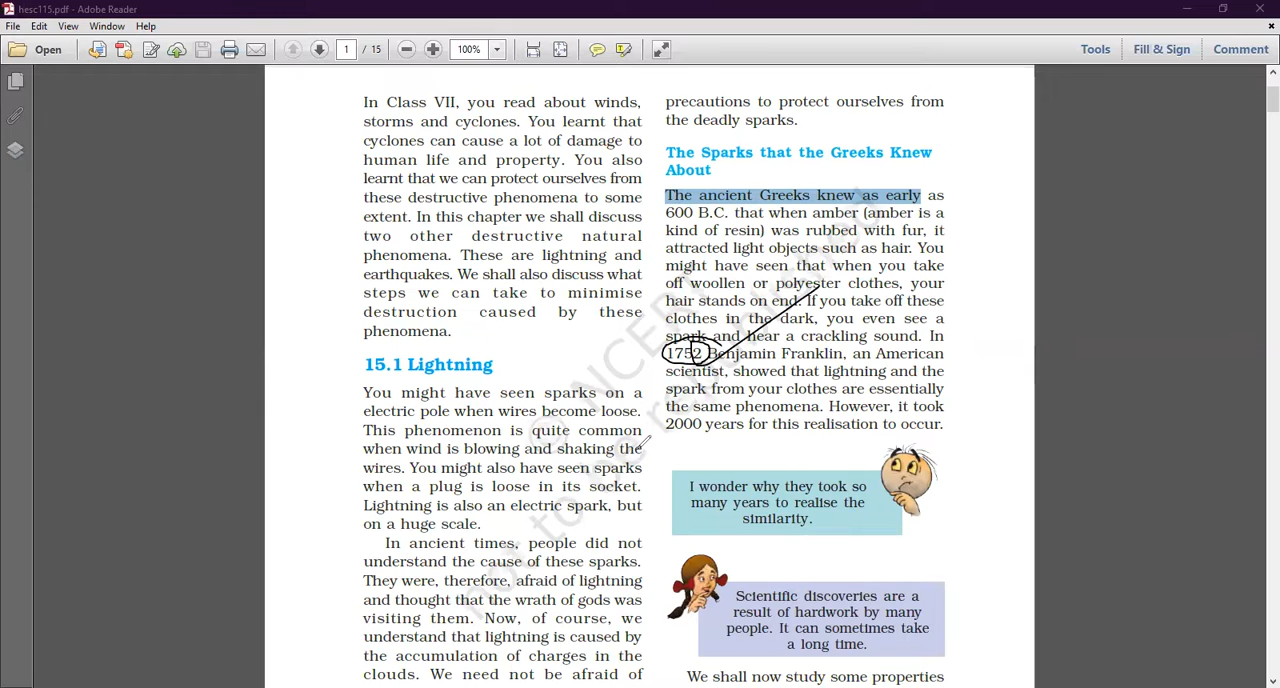 hesc115.pdf - Adobe Reader
File Edit View Window Help
Open 1 / 15 100% Tools Fill & Sign Comment
In Class VII, you read about winds,
storms and cyclones. You learnt that
cyclones can cause a lot of damage to
human life and property. You also
learnt that we can protect ourselves from
these destructive phenomena to some
extent. In this chapter we shall discuss
two other destructive natural
phenomena. These are lightning and
earthquakes. We shall also discuss what
steps we can take to minimise
destruction caused by these
phenomena.
15.1 Lightning
You might have seen sparks on a
electric pole when wires become loose.
This phenomenon is quite common
when wind is blowing and shaking the
wires. You might also have seen sparks
when a plug is loose in its socket.
Lightning is also an electric spark, but
on a huge scale.
In ancient times, people did not
understand the cause of these sparks.
They were, therefore, afraid of lightning
and thought that the wrath of gods was
visiting them. Now, of course, we
understand that lightning is caused by
the accumulation of charges in the
clouds. We need not be afraid of
precautions to protect ourselves from
the deadly sparks.
The Sparks that the Greeks Knew
About
The ancient Greeks knew as early as
600 B.C. that when amber (amber is a
kind of resin) was rubbed with fur, it
attracted light objects such as hair. You
might have seen that when you take
off woollen or polyester clothes, your
hair stands on end. If you take off these
clothes in the dark, you even see a
spark and hear a crackling sound. In
1752 Benjamin Franklin, an American
scientist, showed that lightning and the
spark from your clothes are essentially
the same phenomena. However, it took
2000 years for this realisation to occur.
I wonder why they took so
many years to realise the
similarity.
Scientific discoveries are a
result of hardwork by many
people. It can sometimes take
a long time.
We shall now study some properties
© NCERT
not to be republished